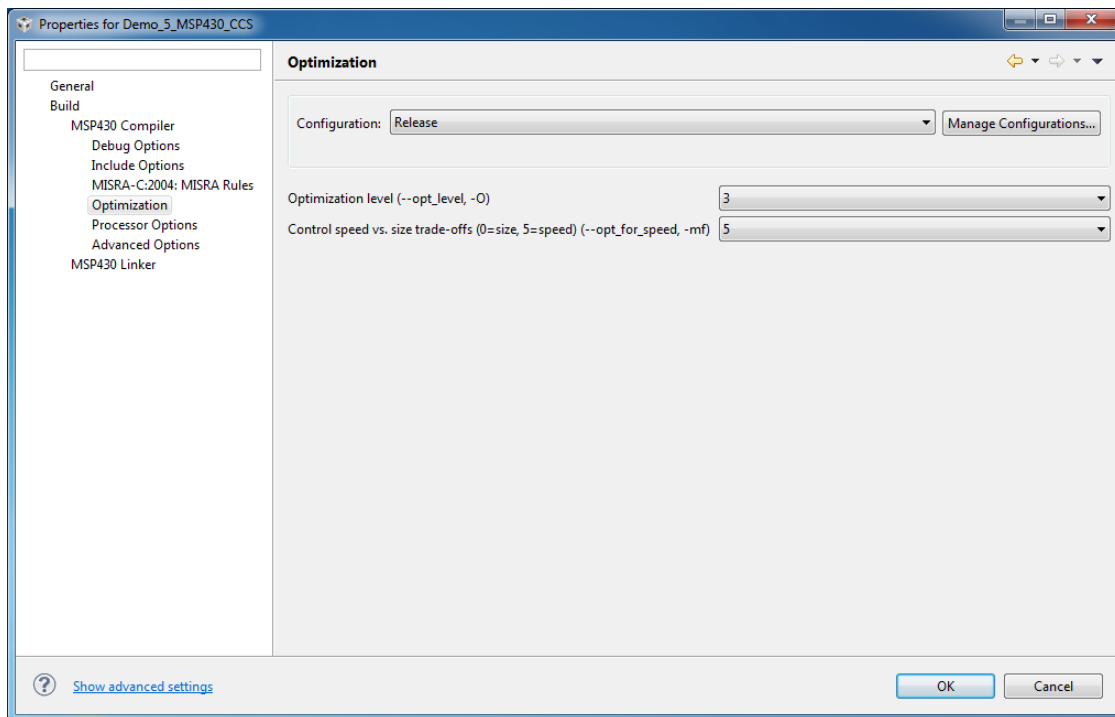 Properties for Demo_5_MSP430_CCS
General
Build
MSP430 Compiler
Debug Options
Include Options
MISRA-C:2004: MISRA Rules
Optimization
Processor Options
Advanced Options
MSP430 Linker
Optimization
Configuration: Release Manage Configurations...
Optimization level (--opt_level, -O) 3
Control speed vs. size trade-offs (0=size, 5=speed) (--opt_for_speed, -mf) 5
? Show advanced settings
OK Cancel